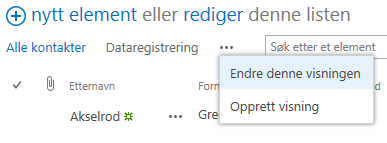 nytt element eller rediger denne listen
Alle kontakter Dataregistrering ... Søk etter et element
Endre denne visningen
Etternavn Forn
Opprett visning
Akselrod ... Gre